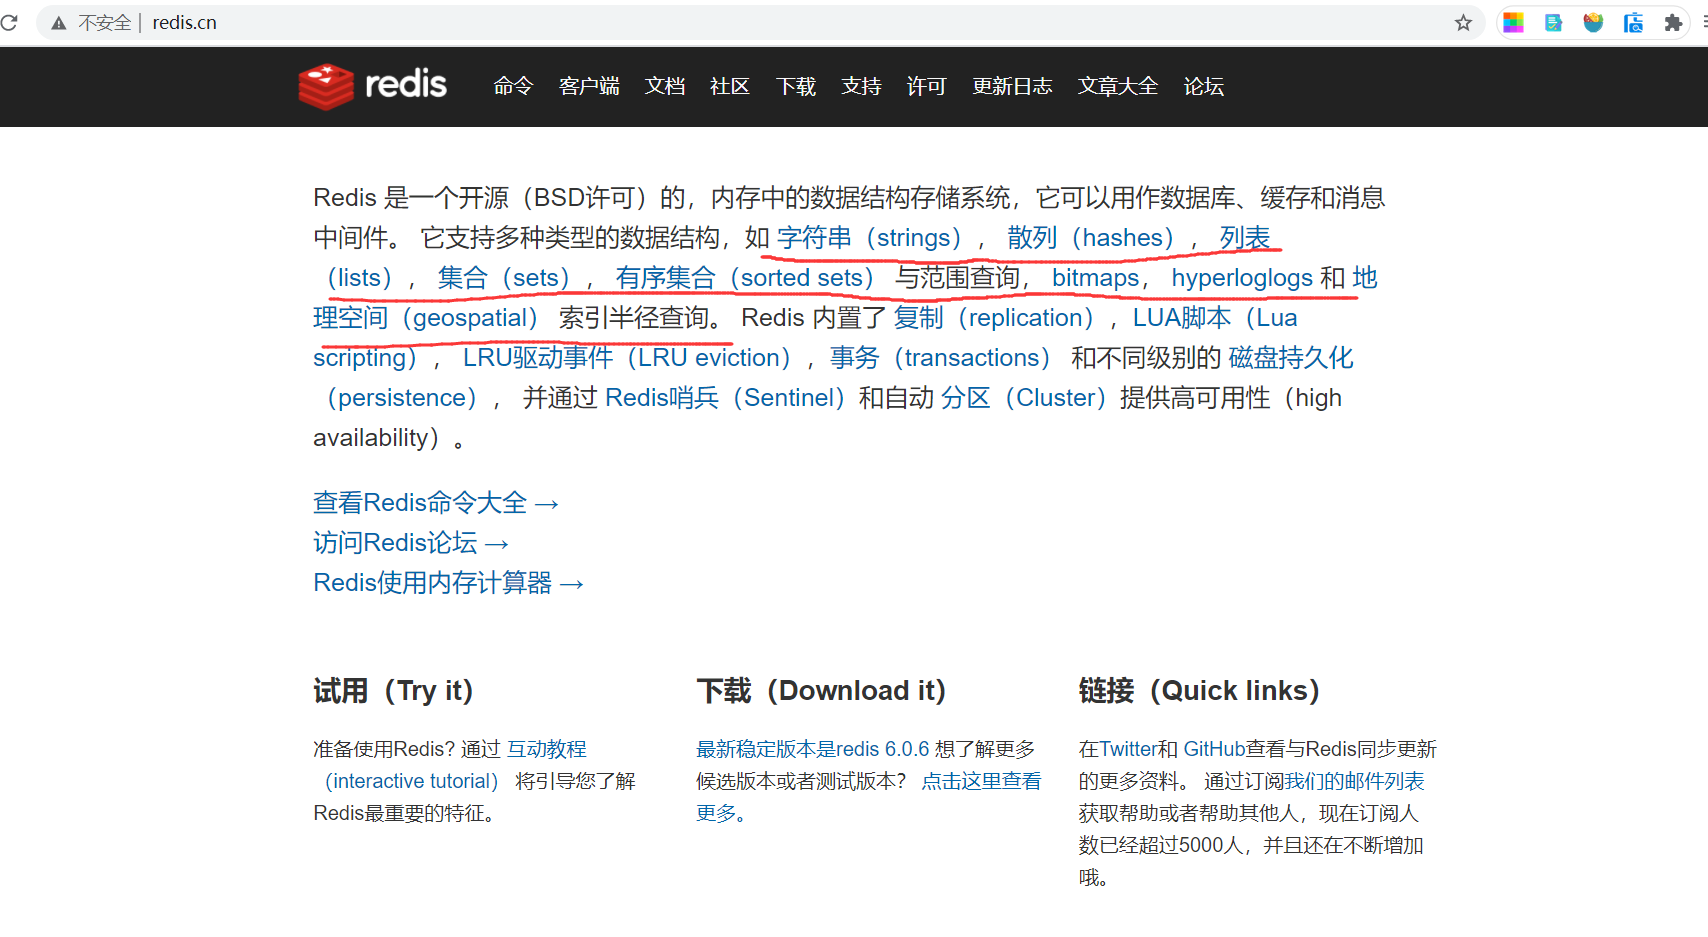 不安全 | redis.cn
redis 命令 客户端 文档 社区 下载 支持 许可 更新日志 文章大全 论坛
Redis 是一个开源（BSD许可）的，内存中的数据结构存储系统，它可以用作数据库、缓存和消息
中间件。 它支持多种类型的数据结构，如 字符串（strings）， 散列（hashes）， 列表
（lists）， 集合（sets）， 有序集合（sorted sets） 与范围查询， bitmaps， hyperloglogs 和 地
理空间（geospatial） 索引半径查询。 Redis 内置了 复制（replication），LUA脚本（Lua
scripting）， LRU驱动事件（LRU eviction），事务（transactions） 和不同级别的 磁盘持久化
（persistence）， 并通过 Redis哨兵（Sentinel）和自动 分区（Cluster）提供高可用性（high
availability）。
查看Redis命令大全 →
访问Redis论坛 →
Redis使用内存计算器 →
试用（Try it）
准备使用Redis? 通过 互动教程
（interactive tutorial） 将引导您了解
Redis最重要的特征。
下载（Download it）
最新稳定版本是redis 6.0.6 想了解更多
候选版本或者测试版本？ 点击这里查看
更多。
链接（Quick links）
在Twitter和 GitHub查看与Redis同步更新
的更多资料。 通过订阅我们的邮件列表
获取帮助或者帮助其他人，现在订阅人
数已经超过5000人，并且还在不断增加
哦。